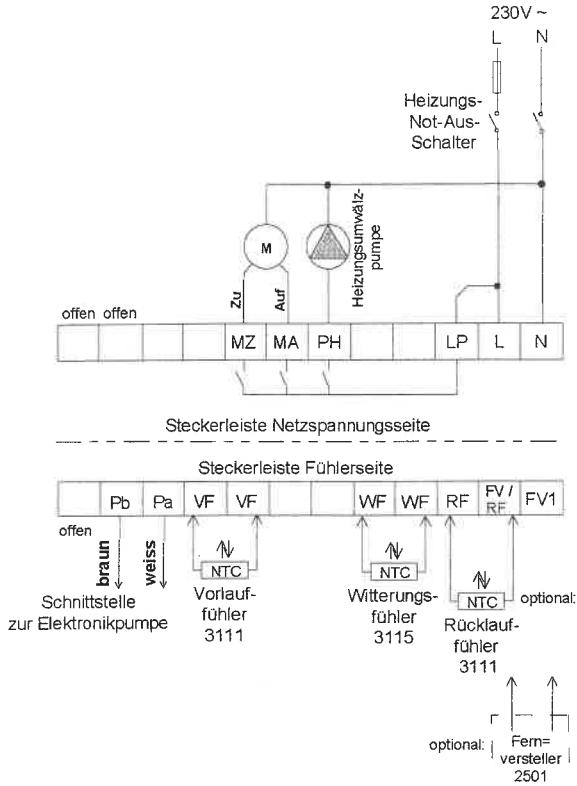 230V ~
L N
Heizungs-
Not-Aus-
Schalter
M
Heizungsumwälz-
pumpe
Zu
Auf
offen offen
MZ MA PH LP L N
Steckerleiste Netzspannungsseite
Steckerleiste Fühlerseite
Pb Pa VF VF WF WF RF FV / RF FV1
offen
braun
weiss
NTC NTC NTC
Schnittstelle
zur Elektronikpumpe
Vorlauf-
fühler
3111
Witterungs-
fühler
3115
Rücklauf-
fühler
3111
optional:
optional:
Fern=
versteller
2501